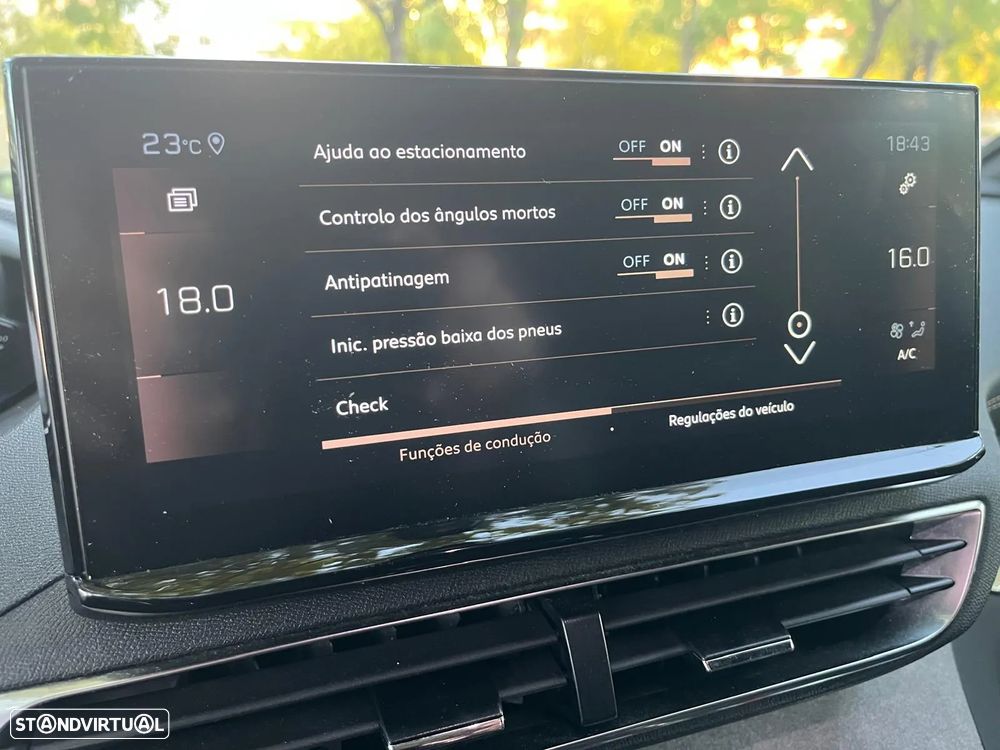 23°C
18:43
Ajuda ao estacionamento OFF ON
Controlo dos ângulos mortos OFF ON
Antipatinagem OFF ON
Inic. pressão baixa dos pneus
Check
18.0
16.0
A/C
Funções de condução
Regulações do veículo
STANDVIRTUAL